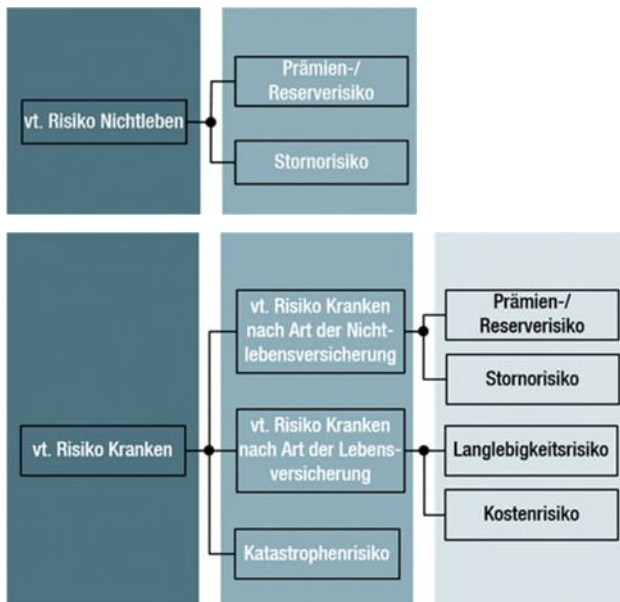 vt. Risiko Nichtleben
Prämien-/
Reserverisiko
Stornorisiko
vt. Risiko Kranken
vt. Risiko Kranken
nach Art der Nicht-
lebensversicherung
Prämien-/
Reserverisiko
Stornorisiko
vt. Risiko Kranken
nach Art der Lebens-
versicherung
Langlebigkeitsrisiko
Kostenrisiko
Katastrophenrisiko